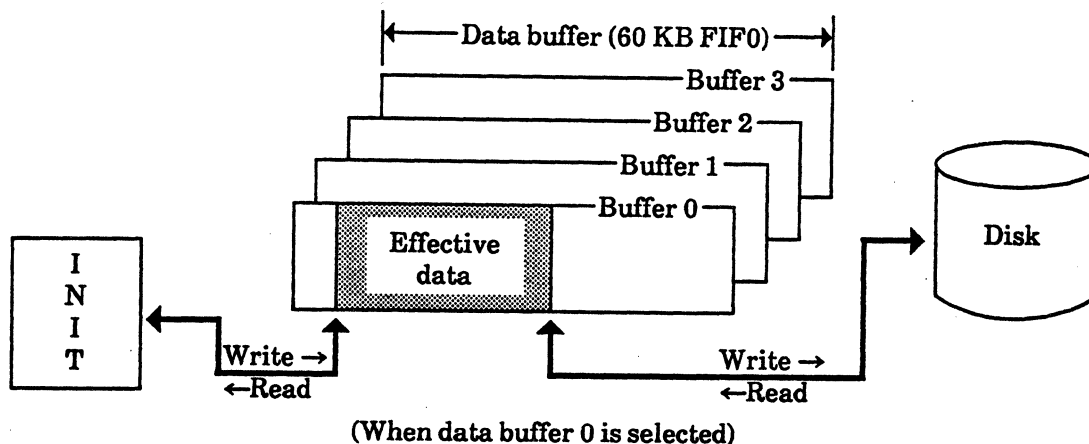 Data buffer (60 KB FIF0)
Buffer 3
Buffer 2
Buffer 1
Buffer 0
Effective
data
I
N
I
T
Disk
Write →
←Read
Write →
←Read
(When data buffer 0 is selected)